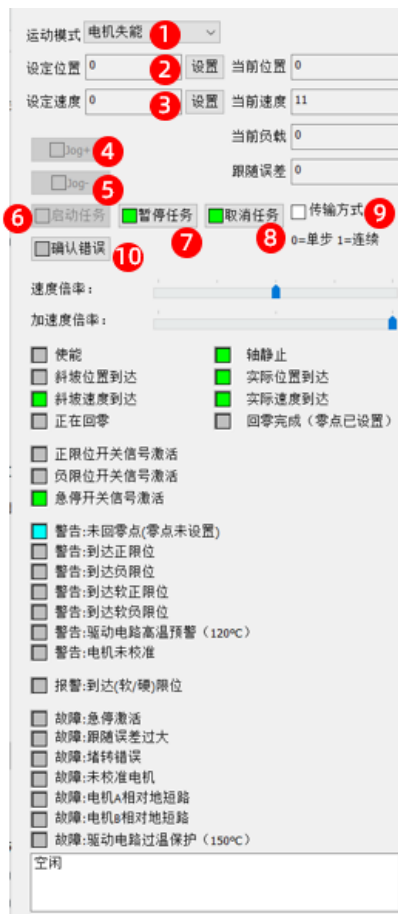 运动模式 电机失能 1
设定位置 0 2 设置 当前位置 0
设定速度 0 3 设置 当前速度 11
当前负载 0
Jog+ 4
跟随误差 0
Jog- 5
6 启动任务 暂停任务 取消任务 传输方式 9
7 8 0=单步 1=连续
确认错误 10
速度倍率：
加速度倍率：
使能 轴静止
斜坡位置到达 实际位置到达
斜坡速度到达 实际速度到达
正在回零 回零完成（零点已设置）
正限位开关信号激活
负限位开关信号激活
急停开关信号激活
警告:未回零点(零点未设置)
警告:到达正限位
警告:到达负限位
警告:到达软正限位
警告:到达软负限位
警告:驱动电路高温预警（120℃）
警告:电机未校准
报警:到达(软/硬)限位
故障:急停激活
故障:跟随误差过大
故障:堵转错误
故障:未校准电机
故障:电机A相对地短路
故障:电机B相对地短路
故障:驱动电路过温保护（150℃）
空闲